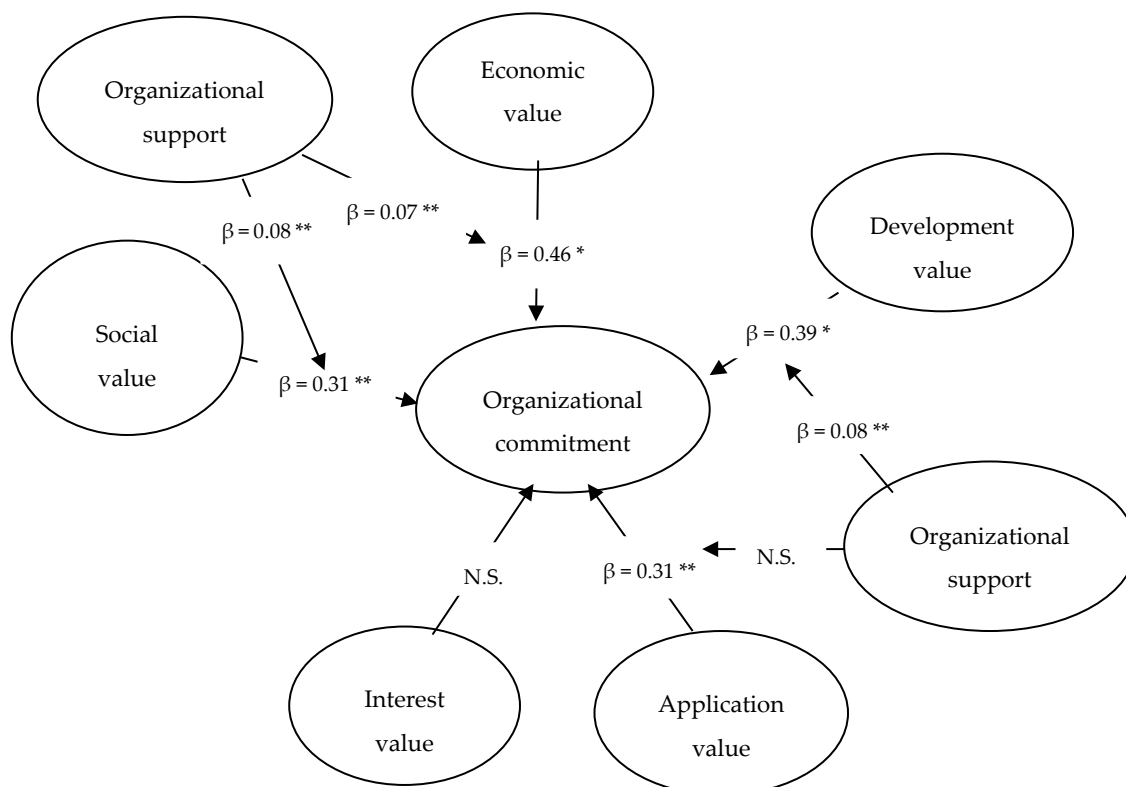 Organizational
support
Economic
value
β = 0.07 **
β = 0.08 **
β = 0.46 *
Development
value
Social
value
β = 0.31 **
β = 0.39 *
Organizational
commitment
β = 0.08 **
Organizational
support
N.S.
N.S.
β = 0.31 **
Interest
value
Application
value